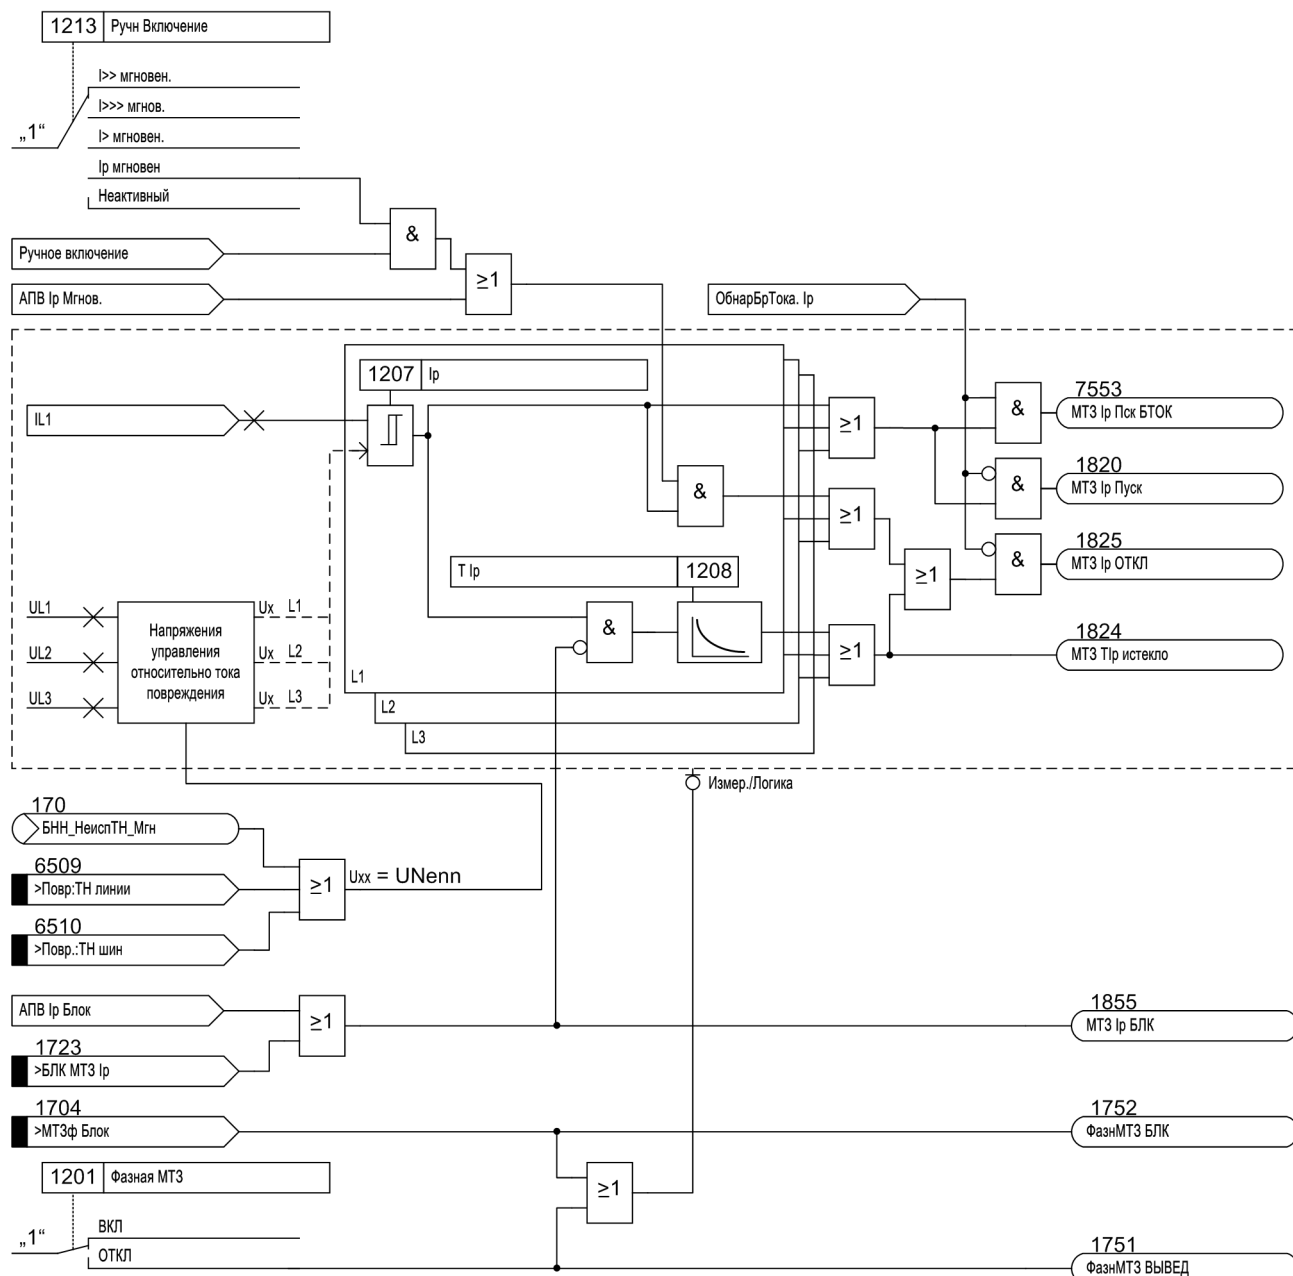 1213 Ручн Включение
I>> мгновен.
I>>> мгнов.
„1“
I> мгновен.
Ip мгновен
Неактивный
&
Ручное включение
≥1
АПВ Ip Мгнов.
ОбнарБрТока. Ip
1207 Ip
7553
IL1
≥1
&
МТЗ Ip Пск БТОК
1820
&
&
МТЗ Ip Пуск
≥1
1825
T Ip 1208
≥1
&
МТЗ Ip ОТКЛ
UL1
Ux L1
Напряжения
управления
относительно тока
повреждения
&
1824
UL2
Ux L2
≥1
МТЗ TIp истекло
UL3
Ux L3
L1
L2
L3
Измер./Логика
170
БНН_НеиспТН_Мгн
6509
>Повр:ТН линии
≥1
Uxx = UNenn
6510
>Повр.:ТН шин
АПВ Ip Блок
≥1
1855
МТЗ Ip БЛК
1723
>БЛК МТЗ Ip
1704
>МТЗф Блок
1752
ФазнМТЗ БЛК
1201 Фазная МТЗ
≥1
„1“
ВКЛ
ОТКЛ
1751
ФазнМТЗ ВЫВЕД